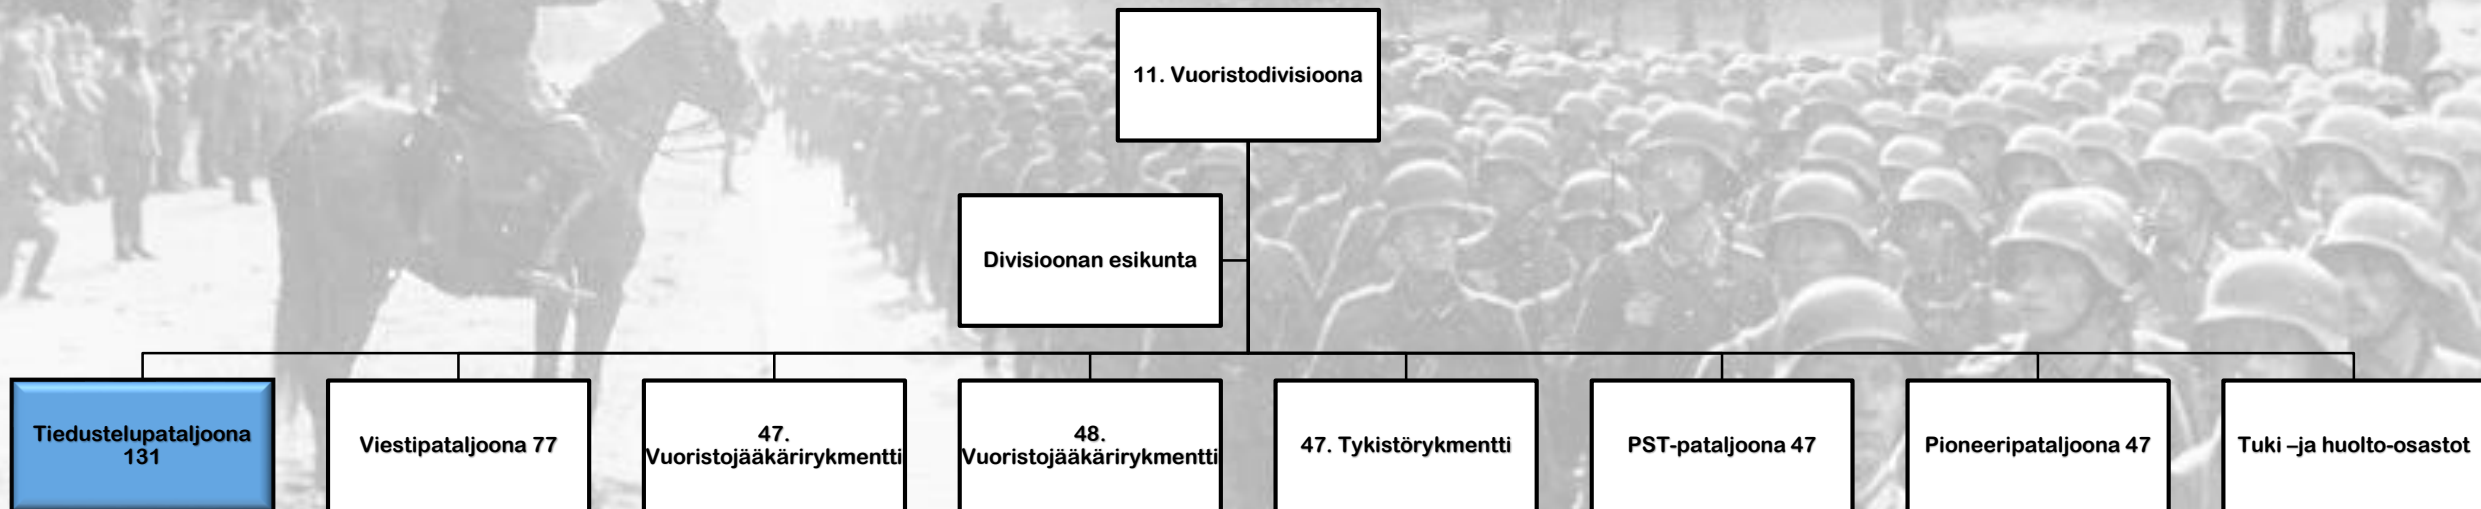 11. Vuoristodivisioona
Divisioonan esikunta
Tiedustelupataljoona
131
Viestipataljoona 77
47.
Vuoristojääkärirykmentti
48.
Vuoristojääkärirykmentti
47. Tykistörykmentti
PST-pataljoona 47
Pioneeripataljoona 47
Tuki –ja huolto-osastot